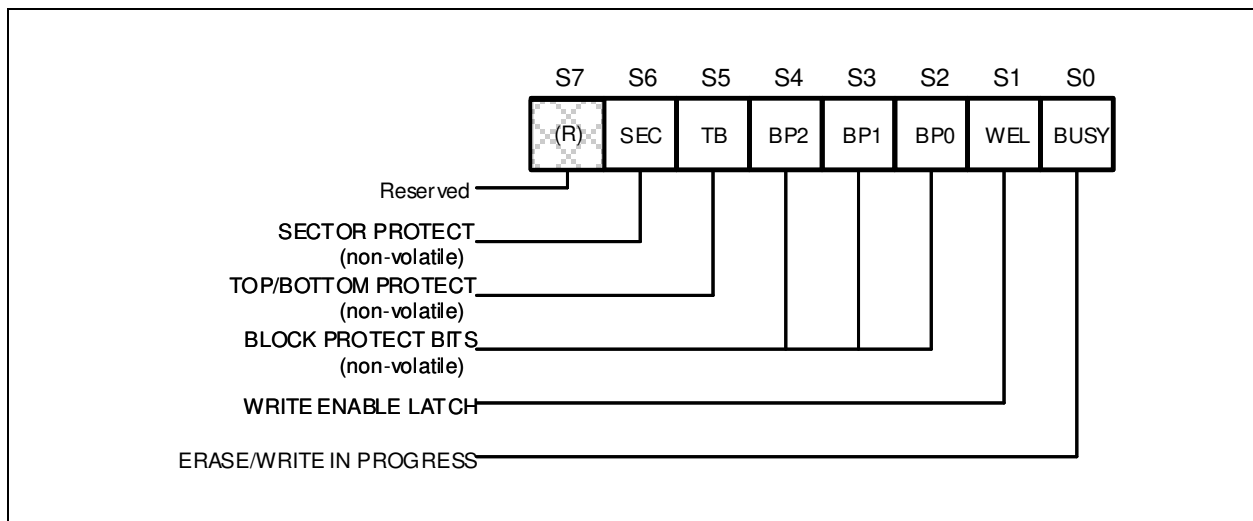 S7 S6 S5 S4 S3 S2 S1 S0
(R) SEC TB BP2 BP1 BP0 WEL BUSY
Reserved
SECTOR PROTECT
(non-volatile)
TOP/BOTTOM PROTECT
(non-volatile)
BLOCK PROTECT BITS
(non-volatile)
WRITE ENABLE LATCH
ERASE/WRITE IN PROGRESS